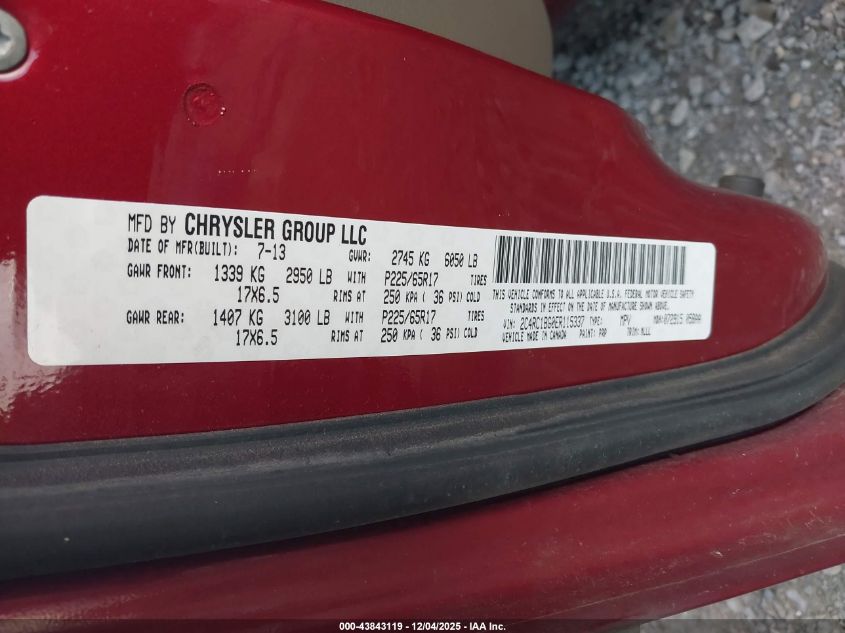 MFD BY CHRYSLER GROUP LLC
DATE OF MFR(BUILT): 7-13 GVWR: 2745 KG 6050 LB
GAWR FRONT: 1339 KG 2950 LB WITH P225/65R17 TIRES
17X6.5 RIMS AT 250 KPA ( 36 PSI) COLD
GAWR REAR: 1407 KG 3100 LB WITH P225/65R17 TIRES
17X6.5 RIMS AT 250 KPA ( 36 PSI) COLD
THIS VEHICLE CONFORMS TO ALL APPLICABLE U.S.A. FEDERAL MOTOR VEHICLE SAFETY
STANDARDS IN EFFECT ON THE DATE OF MANUFACTURE SHOWN ABOVE.
VIN: 2C4RC1BG0ER115337 TYPE: MPV MDH:
VEHICLE MADE IN CANADA PAINT: PRP TRIM:
000-43843119 - 12/04/2025 - IAA Inc.